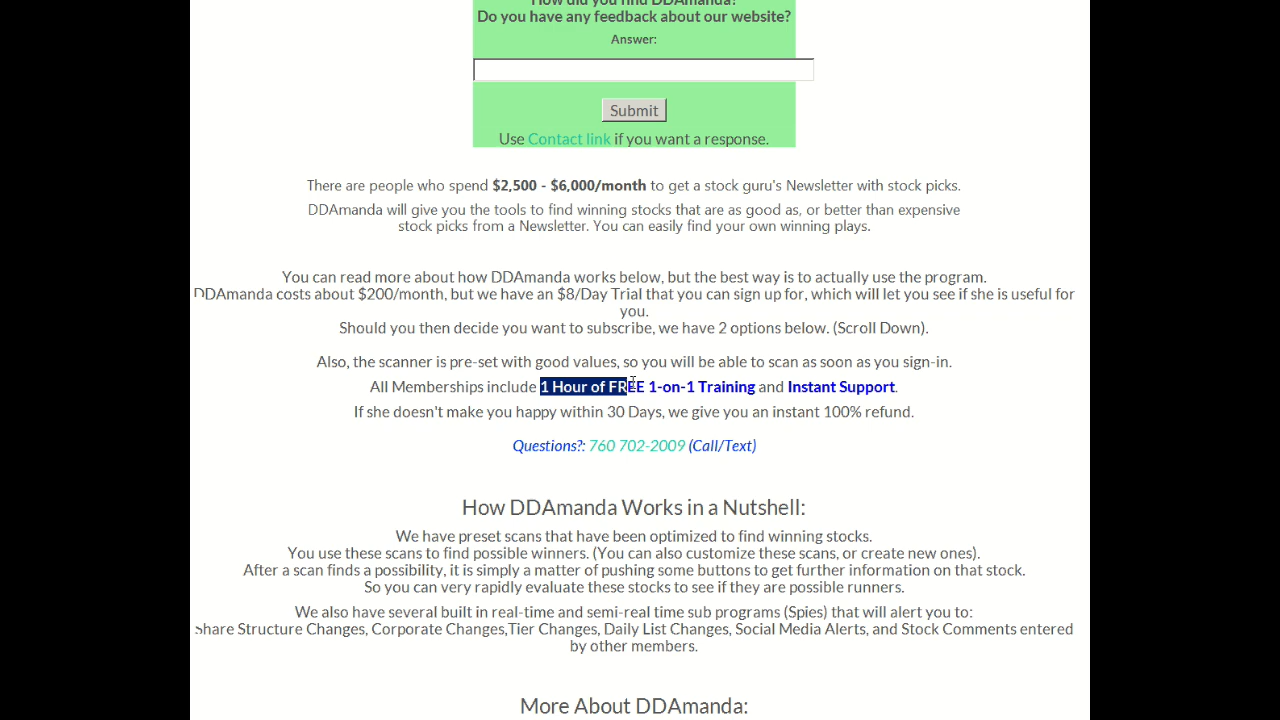 How did you find DDAmanda?
Do you have any feedback about our website?
Answer:
Submit
Use Contact link if you want a response.
There are people who spend $2,500 - $6,000/month to get a stock guru's Newsletter with stock picks.
DDAmanda will give you the tools to find winning stocks that are as good as, or better than expensive
stock picks from a Newsletter. You can easily find your own winning plays.
You can read more about how DDAmanda works below, but the best way is to actually use the program.
DDAmanda costs about $200/month, but we have an $8/Day Trial that you can sign up for, which will let you see if she is useful for
you.
Should you then decide you want to subscribe, we have 2 options below. (Scroll Down).
Also, the scanner is pre-set with good values, so you will be able to scan as soon as you sign-in.
All Memberships include 1 Hour of FREE 1-on-1 Training and Instant Support.
If she doesn't make you happy within 30 Days, we give you an instant 100% refund.
Questions?: 760 702-2009 (Call/Text)
How DDAmanda Works in a Nutshell:
We have preset scans that have been optimized to find winning stocks.
You use these scans to find possible winners. (You can also customize these scans, or create new ones).
After a scan finds a possibility, it is simply a matter of pushing some buttons to get further information on that stock.
So you can very rapidly evaluate these stocks to see if they are possible runners.
We also have several built in real-time and semi-real time sub programs (Spies) that will alert you to:
Share Structure Changes, Corporate Changes,Tier Changes, Daily List Changes, Social Media Alerts, and Stock Comments entered
by other members.
More About DDAmanda: